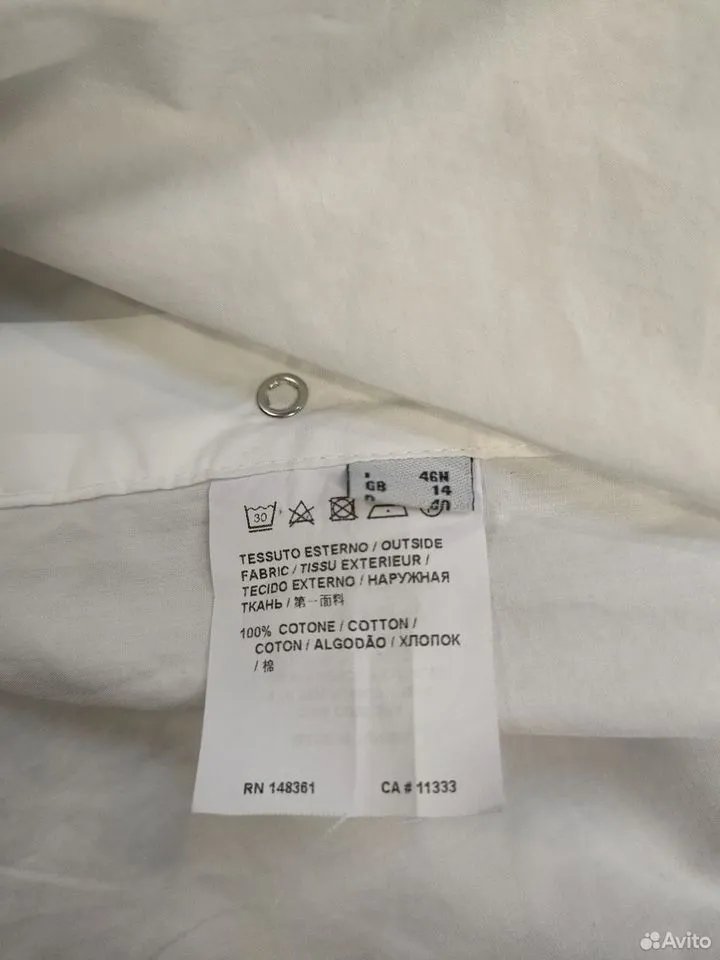 I 46N
GB 14
D 40
30
TESSUTO ESTERNO / OUTSIDE
FABRIC / TISSU EXTERIEUR /
TECIDO EXTERNO / НАРУЖНАЯ
ТКАНЬ / 第一面料
100% COTONE / COTTON /
COTON / ALGODÃO / ХЛОПОК
/ 棉
RN 148361 CA # 11333
Avito